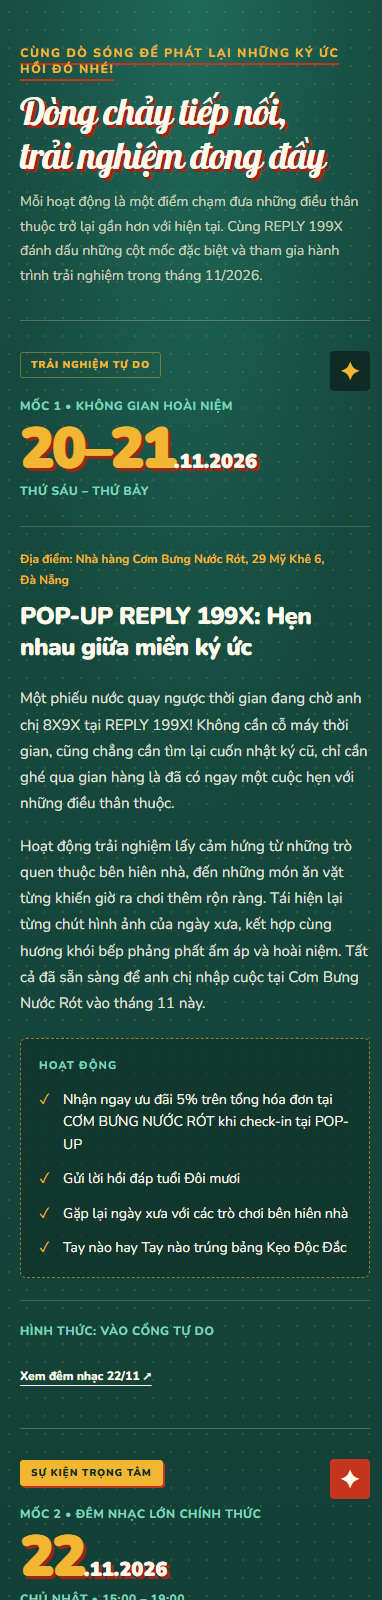 CÙNG DÒ SÓNG ĐỂ PHÁT LẠI NHỮNG KÝ ỨC
HỒI ĐÓ NHÉ!
Dòng chảy tiếp nối,
trải nghiệm đong đầy
Mỗi hoạt động là một điểm chạm đưa những điều thân
thuộc trở lại gần hơn với hiện tại. Cùng REPLY 199X
đánh dấu những cột mốc đặc biệt và tham gia hành
trình trải nghiệm trong tháng 11/2026.
TRẢI NGHIỆM TỰ DO
MỐC 1 • KHÔNG GIAN HOÀI NIỆM
20–21.11.2026
THỨ SÁU – THỨ BẢY
Địa điểm: Nhà hàng Cơm Bưng Nước Rót, 29 Mỹ Khê 6,
Đà Nẵng
POP-UP REPLY 199X: Hẹn
nhau giữa miền ký ức
Một phiếu nước quay ngược thời gian đang chờ anh
chị 8X9X tại REPLY 199X! Không cần cỗ máy thời
gian, cũng chẳng cần tìm lại cuốn nhật ký cũ, chỉ cần
ghé qua gian hàng là đã có ngay một cuộc hẹn với
những điều thân thuộc.
Hoạt động trải nghiệm lấy cảm hứng từ những trò
quen thuộc bên hiên nhà, đến những món ăn vặt
từng khiến giờ ra chơi thêm rộn ràng. Tái hiện lại
từng chút hình ảnh của ngày xưa, kết hợp cùng
hương khói bếp phảng phất ấm áp và hoài niệm. Tất
cả đã sẵn sàng để anh chị nhập cuộc tại Cơm Bưng
Nước Rót vào tháng 11 này.
HOẠT ĐỘNG
✓ Nhận ngay ưu đãi 5% trên tổng hóa đơn tại
CƠM BƯNG NƯỚC RÓT khi check-in tại POP-
UP
✓ Gửi lời hồi đáp tuổi Đôi mươi
✓ Gặp lại ngày xưa với các trò chơi bên hiên nhà
✓ Tay nào hay Tay nào trúng bảng Kẹo Độc Đắc
HÌNH THỨC: VÀO CỔNG TỰ DO
Xem đêm nhạc 22/11 ↗
SỰ KIỆN TRỌNG TÂM
MỐC 2 • ĐÊM NHẠC LỚN CHÍNH THỨC
22.11.2026
CHỦ NHẬT • 15:00 – 19:00